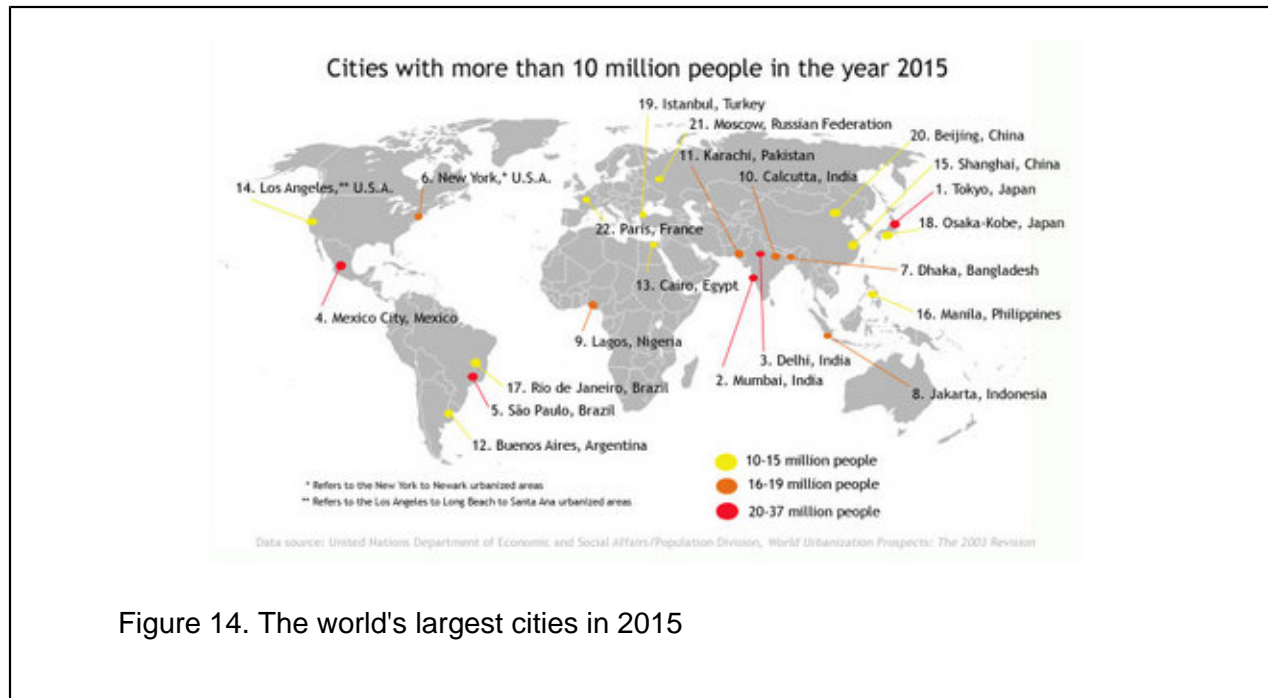 Cities with more than 10 million people in the year 2015
19. Istanbul, Turkey
21. Moscow, Russian Federation
20. Beijing, China
11. Karachi, Pakistan
15. Shanghai, China
14. Los Angeles,** U.S.A.
6. New York,* U.S.A.
10. Calcutta, India
1. Tokyo, Japan
22. Paris, France
18. Osaka-Kobe, Japan
13. Cairo, Egypt
7. Dhaka, Bangladesh
4. Mexico City, Mexico
16. Manila, Philippines
9. Lagos, Nigeria
3. Delhi, India
17. Rio de Janeiro, Brazil
2. Mumbai, India
8. Jakarta, Indonesia
5. São Paulo, Brazil
12. Buenos Aires, Argentina
10-15 million people
* Refers to the New York to Newark urbanized areas
16-19 million people
** Refers to the Los Angeles to Long Beach to Santa Ana urbanized areas
20-37 million people
Data source: United Nations Department of Economic and Social Affairs/Population Division, World Urbanization Prospects: The 2003 Revision
Figure 14. The world's largest cities in 2015